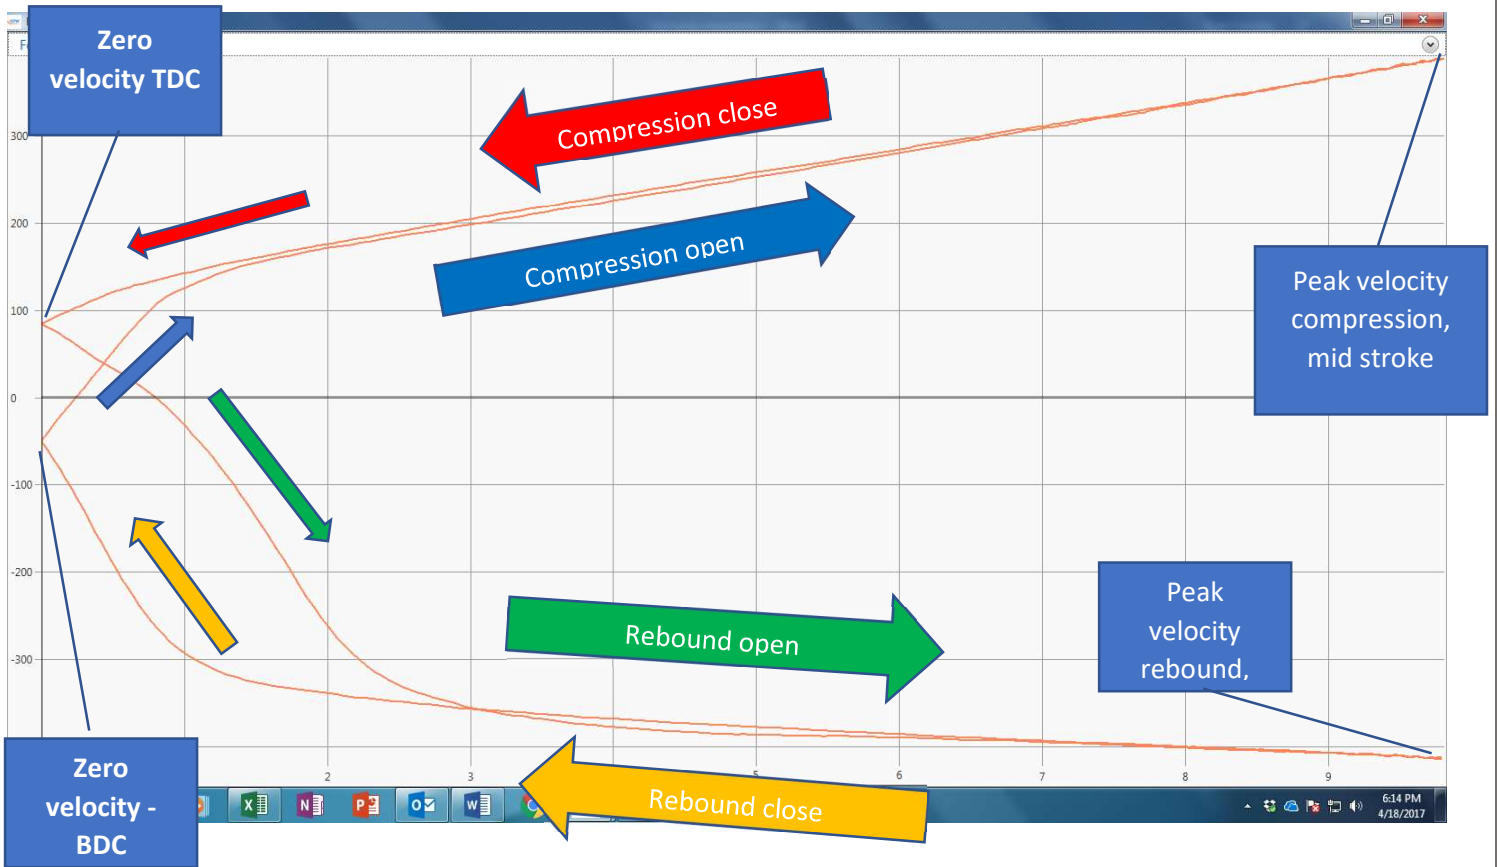 Zero
velocity TDC
300
200
100
0
-100
-200
-300
Compression close
Compression open
Peak velocity
compression,
mid stroke
Rebound open
Peak
velocity
rebound,
Zero
velocity -
BDC
2
3
5
6
7
8
9
Rebound close
6:14 PM
4/18/2017